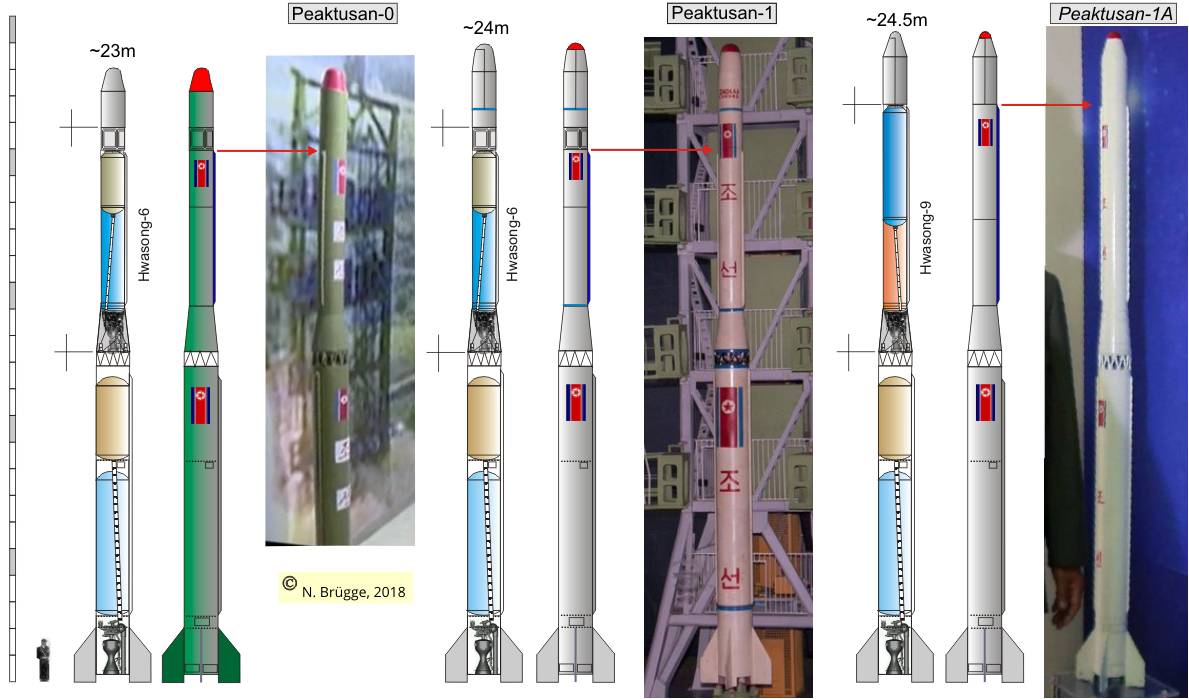 Peaktusan-0
Peaktusan-1
Peaktusan-1A
~23m
~24m
~24.5m
Hwasong-6
Hwasong-6
Hwasong-9
조
선
조
선
© N. Brügge, 2018